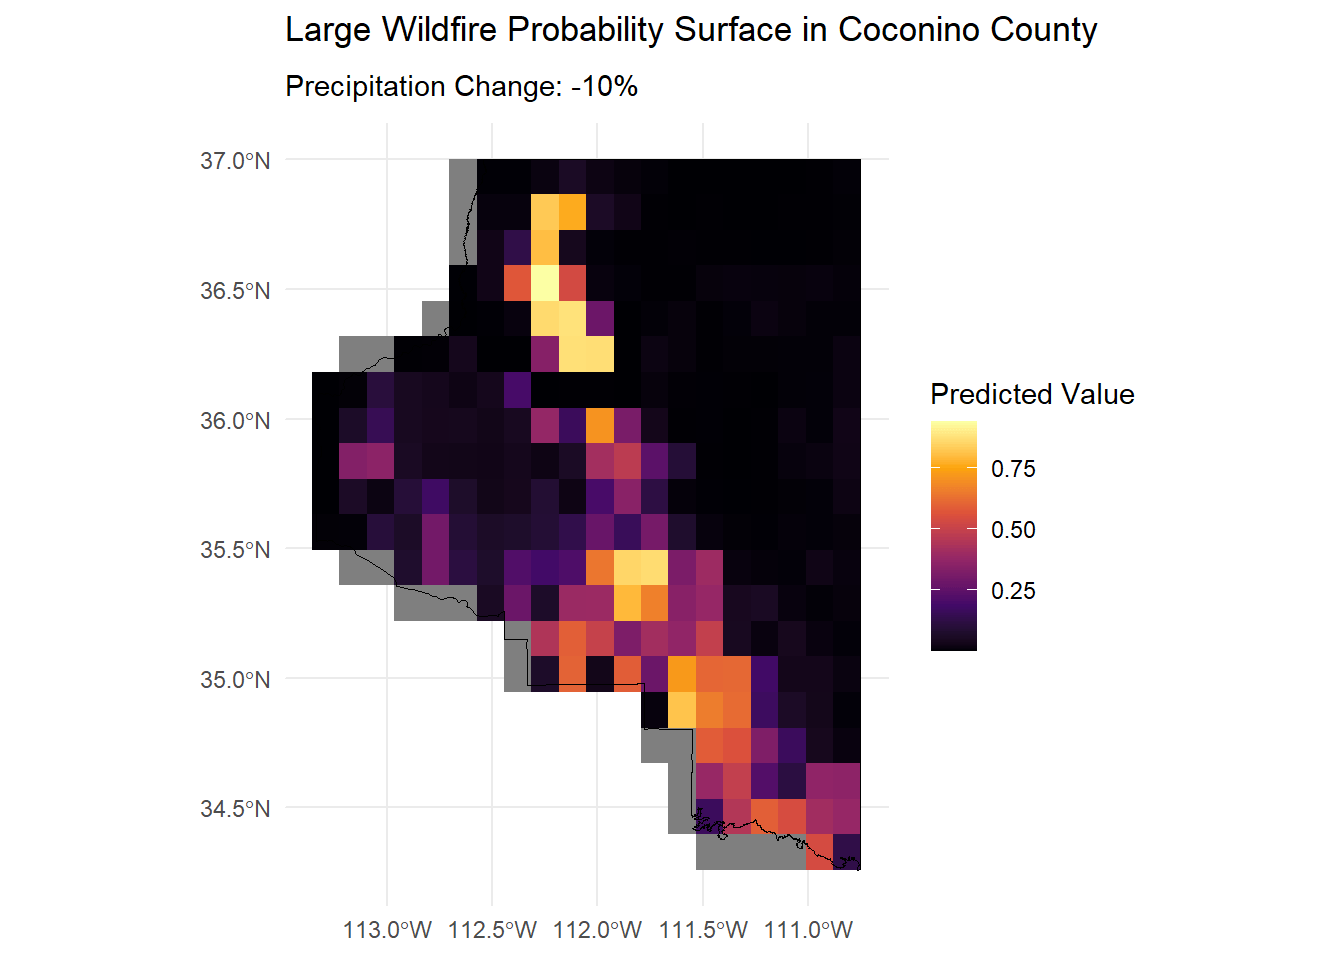 Large Wildfire Probability Surface in Coconino County
Precipitation Change: -10%
37.0°N
36.5°N
36.0°N
35.5°N
35.0°N
34.5°N
113.0°W 112.5°W 112.0°W 111.5°W 111.0°W
Predicted Value
0.75
0.50
0.25